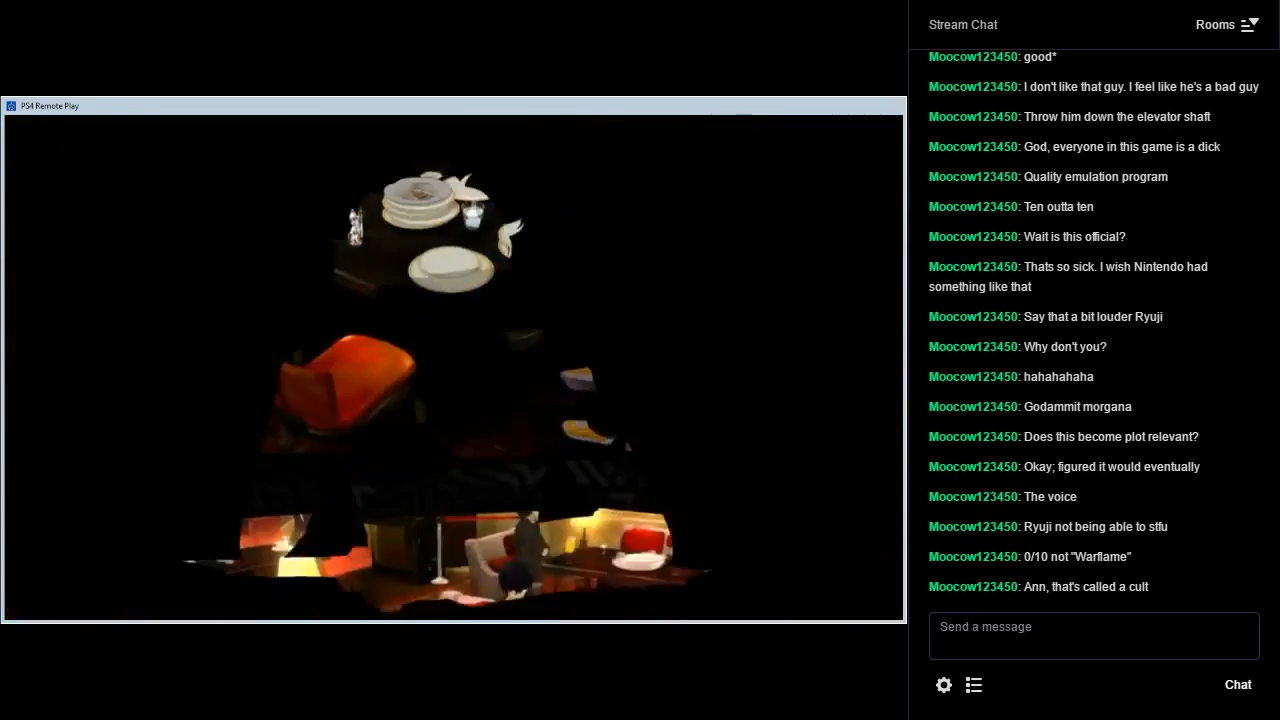 Stream Chat
Rooms
PS4 Remote Play
Moocow123450: good*
Moocow123450: I don't like that guy. I feel like he's a bad guy
Moocow123450: Throw him down the elevator shaft
Moocow123450: God, everyone in this game is a dick
Moocow123450: Quality emulation program
Moocow123450: Ten outta ten
Moocow123450: Wait is this official?
Moocow123450: Thats so sick. I wish Nintendo had
something like that
Moocow123450: Say that a bit louder Ryuji
Moocow123450: Why don't you?
Moocow123450: hahahahaha
Moocow123450: Godammit morgana
Moocow123450: Does this become plot relevant?
Moocow123450: Okay; figured it would eventually
Moocow123450: The voice
Moocow123450: Ryuji not being able to stfu
Moocow123450: 0/10 not "Warflame"
Moocow123450: Ann, that's called a cult
Send a message
Chat